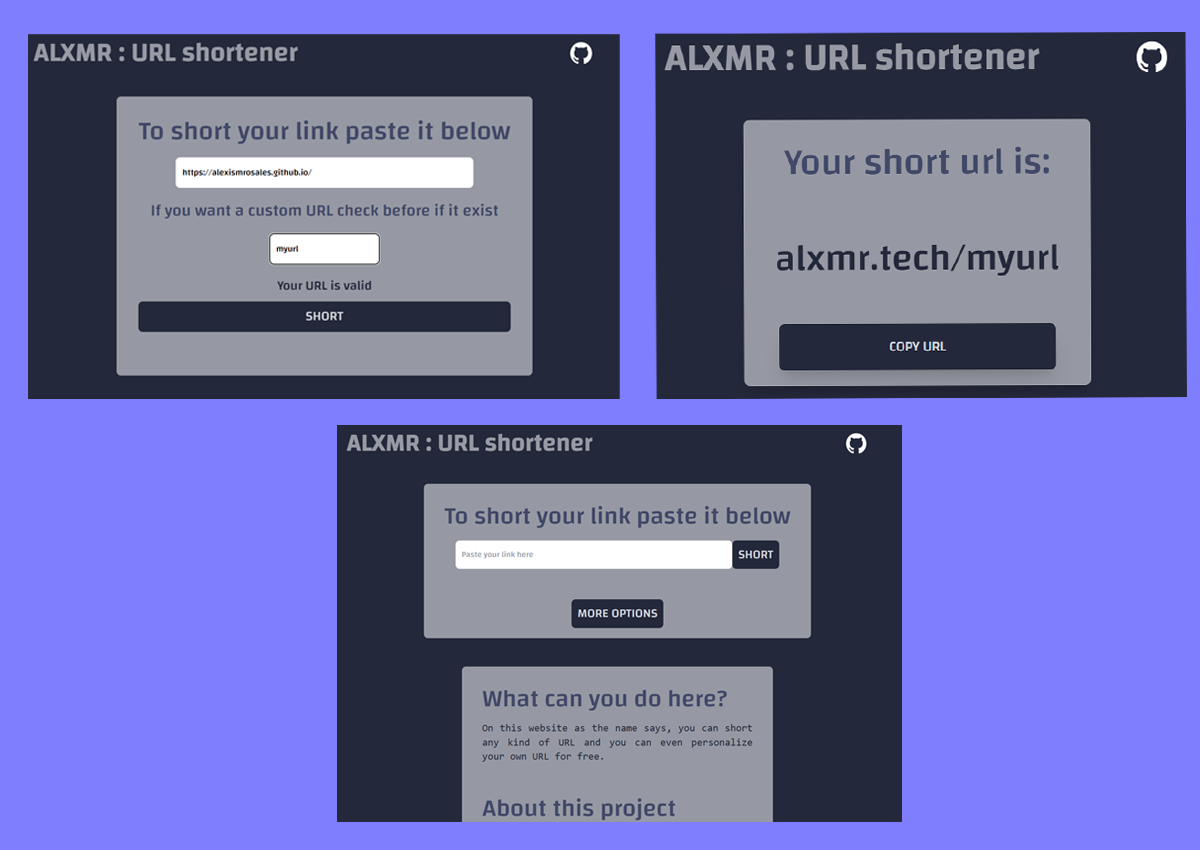 ALXMR : URL shortener
To short your link paste it below
https://alexismrosales.github.io/
If you want a custom URL check before if it exist
myurl
Your URL is valid
SHORT
ALXMR : URL shortener
Your short url is:
alxmr.tech/myurl
COPY URL
ALXMR : URL shortener
To short your link paste it below
Paste your link here
SHORT
MORE OPTIONS
What can you do here?
On this website as the name says, you can short
any kind of URL and you can even personalize
your own URL for free.
About this project